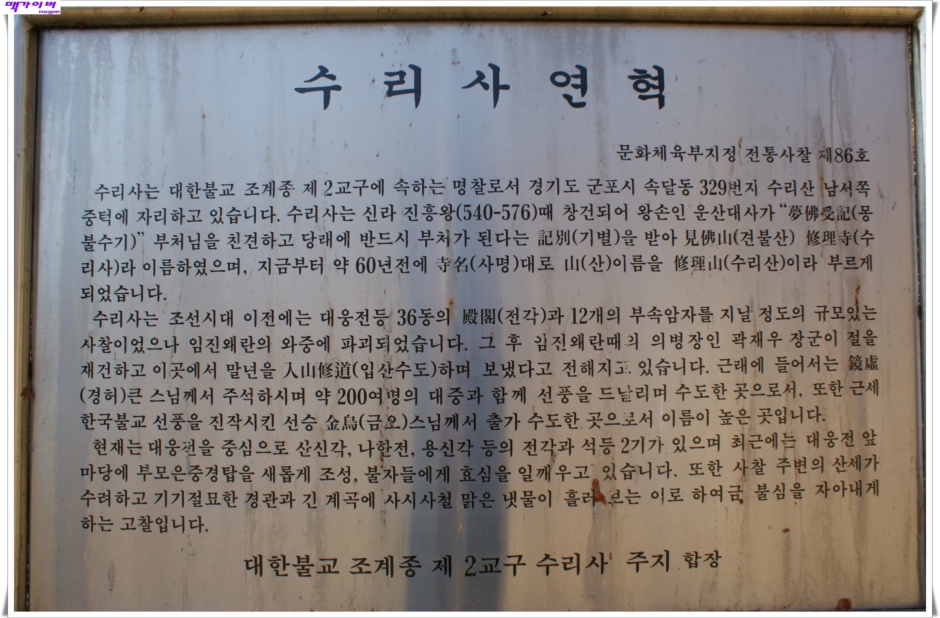 매가이버
수리사연혁
문화체육부지정 전통사찰 제86호
수리사는 대한불교 조계종 제2교구에 속하는 명찰로서 경기도 군포시 속달동 329번지 수리산 남서쪽
중턱에 자리하고 있습니다. 수리사는 신라 진흥왕(540-576)때 창건되어 왕손인 운산대사가 “夢佛受記(몽
불수기)” 부처님을 친견하고 당래에 반드시 부처가 된다는 記別(기별)을 받아 見佛山(견불산) 修理寺(수
리사)라 이름하였으며, 지금부터 약 60년전에 寺名(사명)대로 山(산)이름을 修理山(수리산)이라 부르게
되었습니다.
수리사는 조선시대 이전에는 대웅전등 36동의 殿閣(전각)과 12개의 부속암자를 지닐 정도의 규모있는
사찰이었으나 임진왜란의 와중에 파괴되었습니다. 그 후 임진왜란때의 의병장인 곽재우 장군이 절을
재건하고 이곳에서 말년을 入山修道(입산수도)하며 보냈다고 전해지고 있습니다. 근래에 들어서는 鏡虛
(경허)큰 스님께서 주석하시며 약 200여명의 대중과 함께 선풍을 드날리며 수도한 곳으로서, 또한 근세
한국불교 선풍을 진작시킨 선승 金烏(금오)스님께서 출가 수도한 곳으로서 이름이 높은 곳입니다.
현재는 대웅전을 중심으로 산신각, 나한전, 용신각 등의 전각과 석등 2기가 있으며 최근에는 대웅전 앞
마당에 부모은중경탑을 새롭게 조성, 불자들에게 효심을 일깨우고 있습니다. 또한 사찰 주변의 산세가
수려하고 기기절묘한 경관과 긴 계곡에 사시사철 맑은 냇물이 흘러 보는 이로 하여금 불심을 자아내게
하는 고찰입니다.
대한불교 조계종 제 2교구 수리사 주지 합장